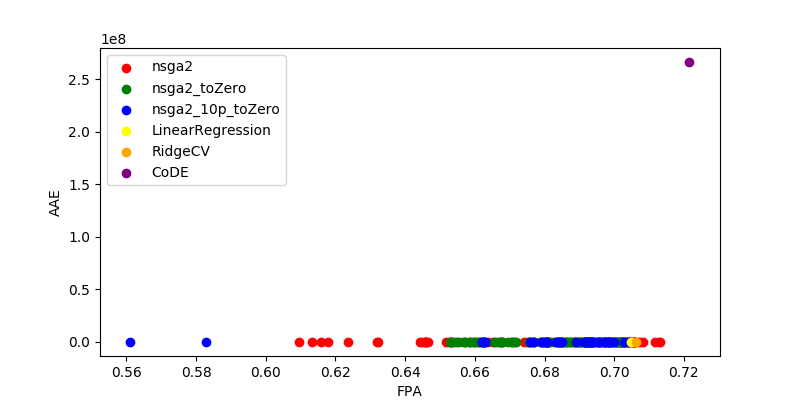 1e8
2.5
2.0
1.5
1.0
0.5
0.0
AAE
nsga2
nsga2_toZero
nsga2_10p_toZero
LinearRegression
RidgeCV
CoDE
0.56 0.58 0.60 0.62 0.64 0.66 0.68 0.70 0.72
FPA